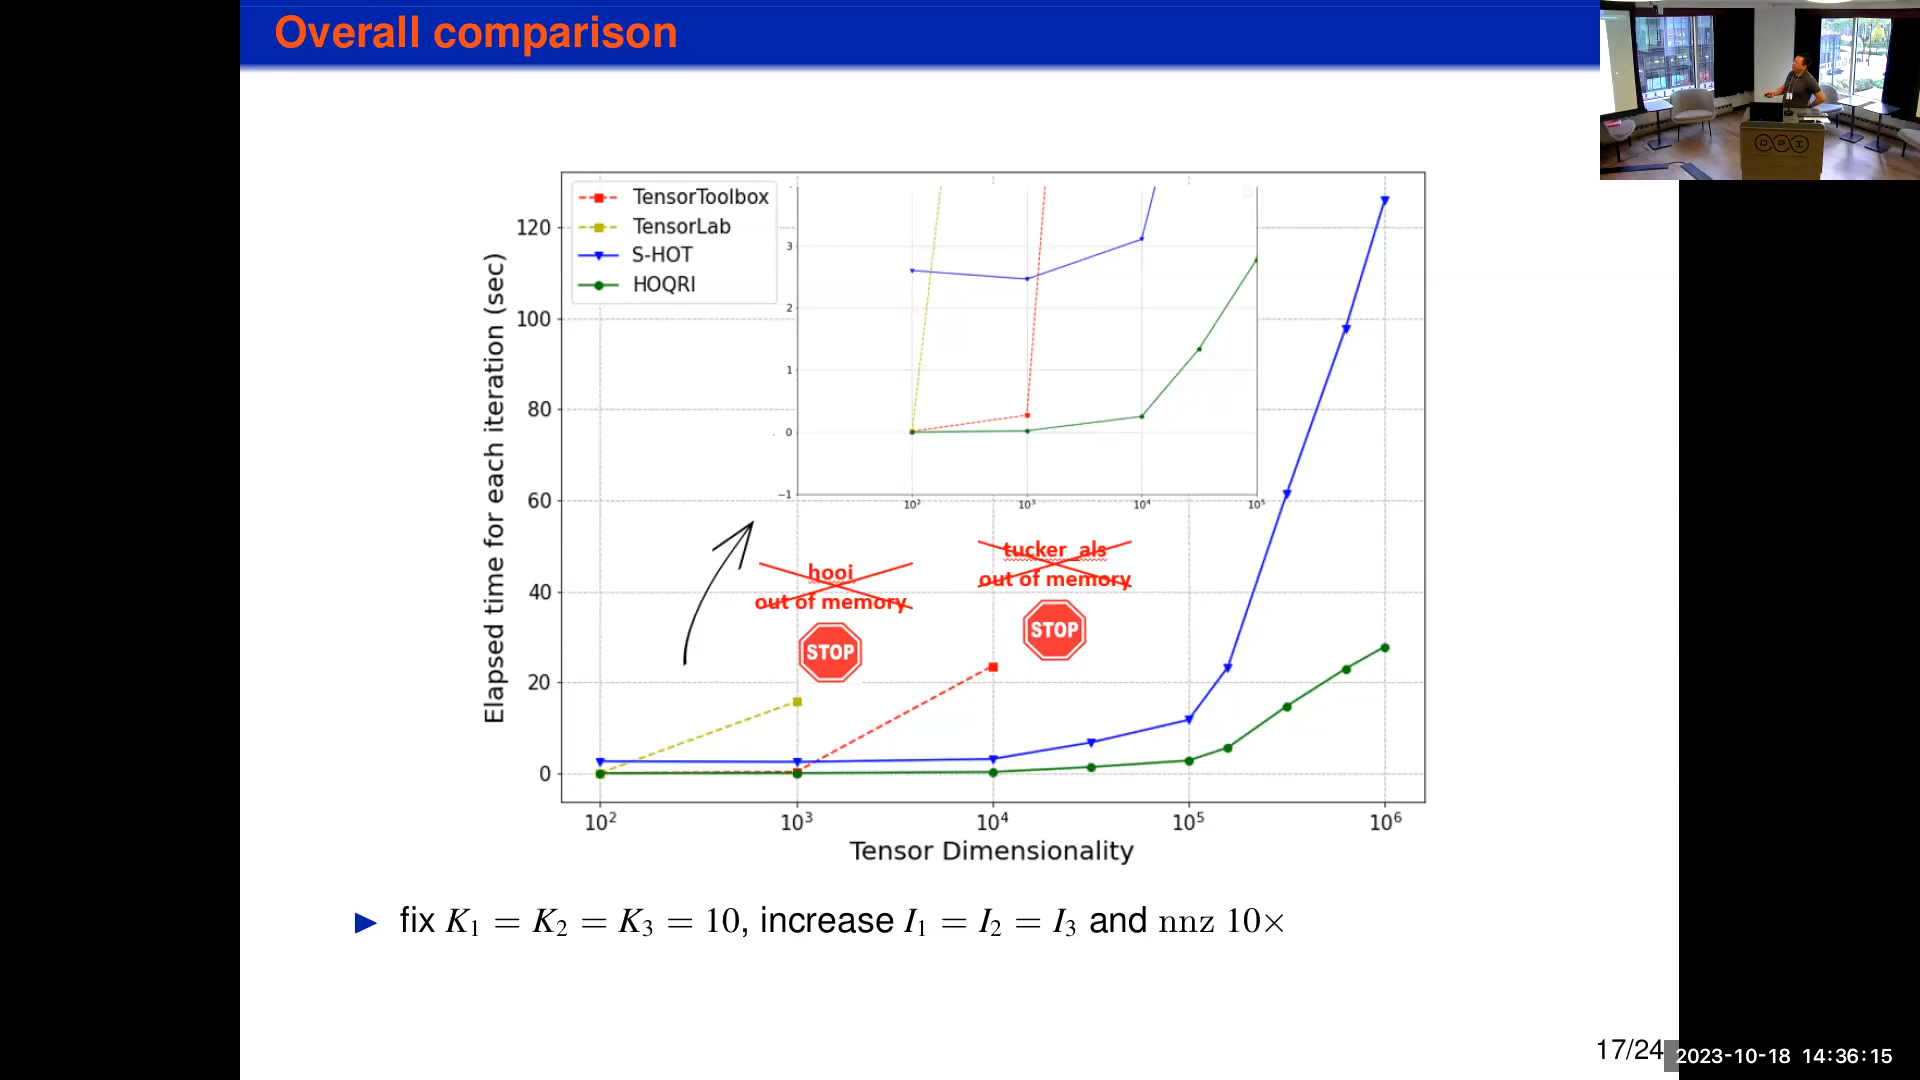 Overall comparison
DPI
TensorToolbox
TensorLab
S-HOT
HOQRI
Elapsed time for each iteration (sec)
120
100
80
60
40
20
0
3
2
1
0
−1
10² 10³ 10⁴ 10⁵
hooi
out of memory
STOP
tucker_als
out of memory
STOP
10² 10³ 10⁴ 10⁵ 10⁶
Tensor Dimensionality
▶ fix K₁ = K₂ = K₃ = 10, increase I₁ = I₂ = I₃ and nnz 10×
17/24
2023-10-18 14:36:15